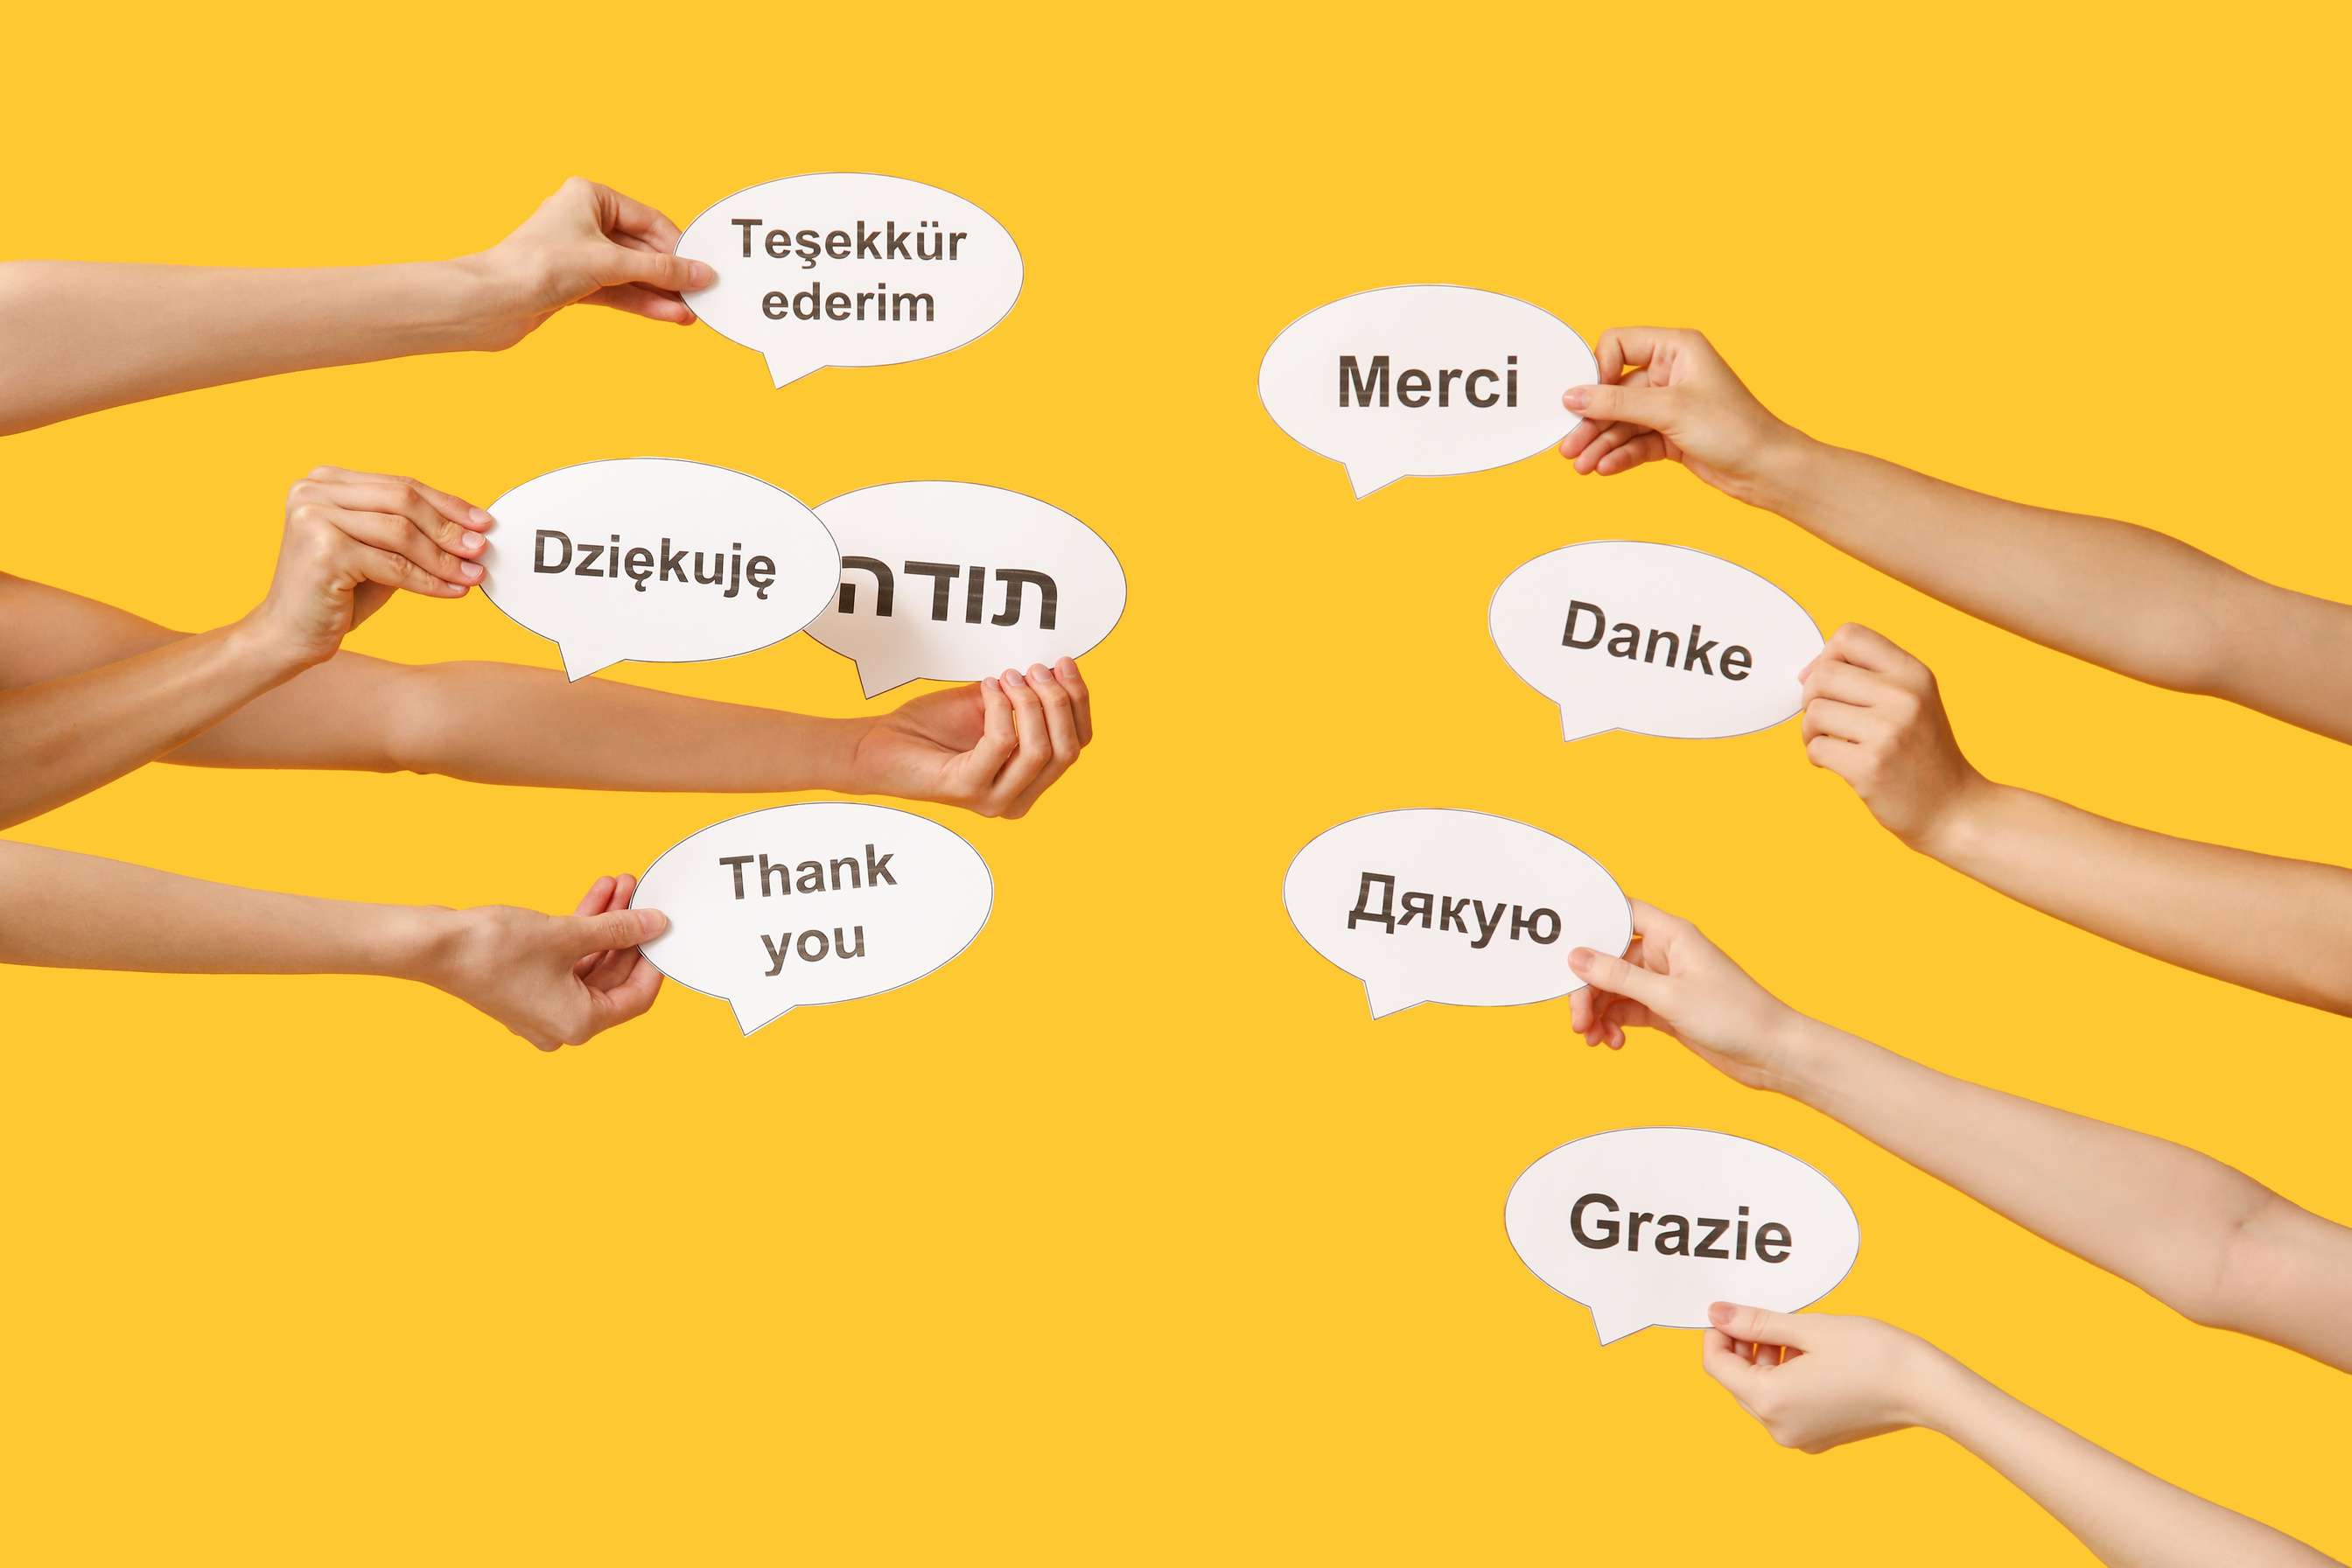 Teşekkür
ederim
Dziękuję
תודה
Thank
you
Merci
Danke
Дякую
Grazie